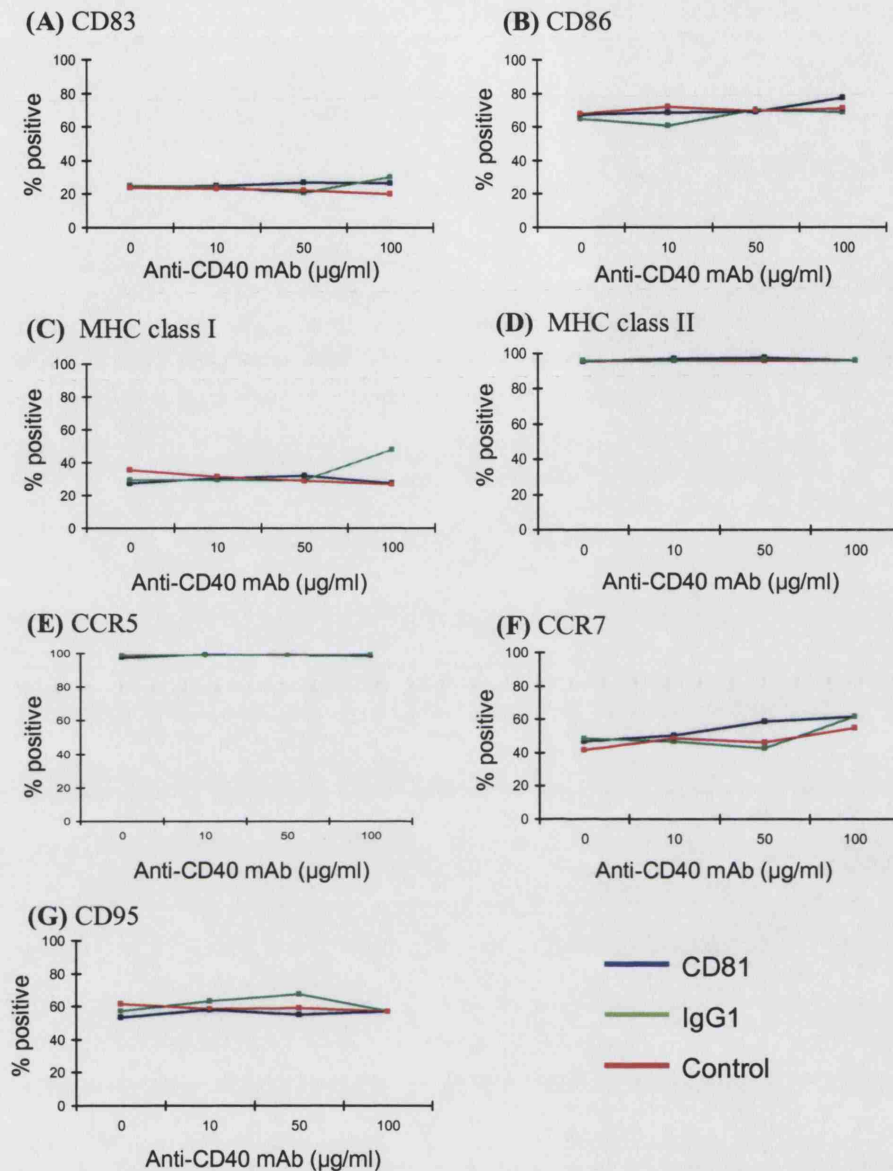 (A) CD83
100
80
60
40
20
0
% positive
0 10 50 100
Anti-CD40 mAb (µg/ml)
(B) CD86
100
80
60
40
20
0
% positive
0 10 50 100
Anti-CD40 mAb (µg/ml)
(C) MHC class I
100
80
60
40
20
0
% positive
0 10 50 100
Anti-CD40 mAb (µg/ml)
(D) MHC class II
100
80
60
40
20
0
% positive
0 10 50 100
Anti-CD40 mAb (µg/ml)
(E) CCR5
100
80
60
40
20
0
% positive
0 10 50 100
Anti-CD40 mAb (µg/ml)
(F) CCR7
100
80
60
40
20
0
% positive
0 10 50 100
Anti-CD40 mAb (µg/ml)
(G) CD95
100
80
60
40
20
0
% positive
0 10 50 100
Anti-CD40 mAb (µg/ml)
CD81
IgG1
Control